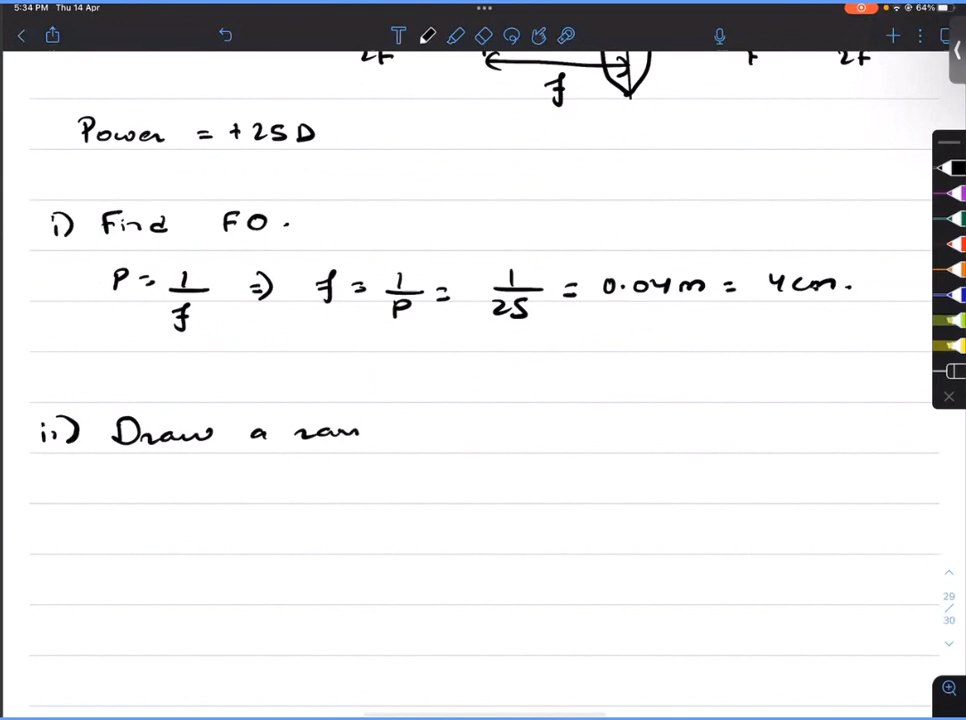 5:34 PM Thu 14 Apr
64%
T
2F
f
F
2F
Power = +25D
i) Find FO.
P = 1/f ⇒ f = 1/P = 1/25 = 0.04m = 4cm.
ii) Draw a ray
29
/
30